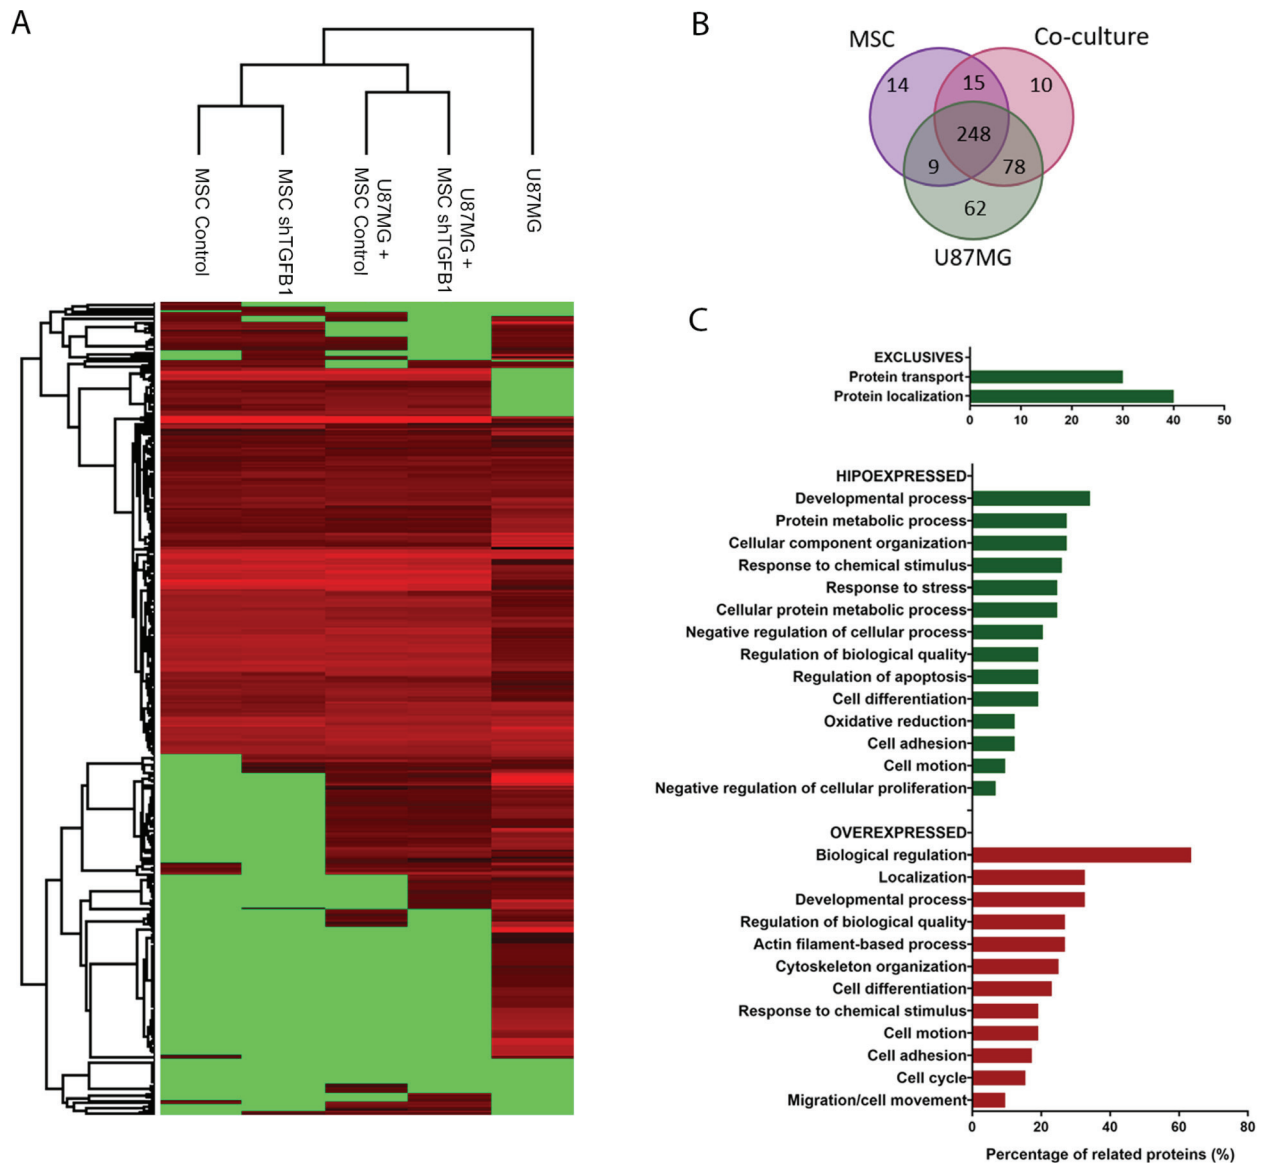 A
MSC Control
MSC shTGFB1
U87MG +
MSC Control
U87MG +
MSC shTGFB1
U87MG
B
MSC
Co-culture
14
15
10
248
9
78
62
U87MG
C
EXCLUSIVES
Protein transport
Protein localization
0 10 20 30 40 50
HIPOEXPRESSED
Developmental process
Protein metabolic process
Cellular component organization
Response to chemical stimulus
Response to stress
Cellular protein metabolic process
Negative regulation of cellular process
Regulation of biological quality
Regulation of apoptosis
Cell differentiation
Oxidative reduction
Cell adhesion
Cell motion
Negative regulation of cellular proliferation
OVEREXPRESSED
Biological regulation
Localization
Developmental process
Regulation of biological quality
Actin filament-based process
Cytoskeleton organization
Cell differentiation
Response to chemical stimulus
Cell motion
Cell adhesion
Cell cycle
Migration/cell movement
0 20 40 60 80
Percentage of related proteins (%)